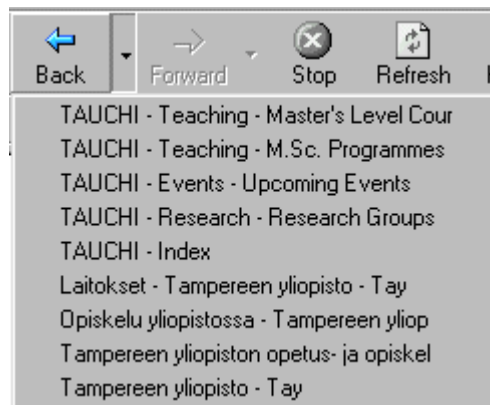 Back Forward Stop Refresh
TAUCHI - Teaching - Master's Level Cour
TAUCHI - Teaching - M.Sc. Programmes
TAUCHI - Events - Upcoming Events
TAUCHI - Research - Research Groups
TAUCHI - Index
Laitokset - Tampereen yliopisto - Tay
Opiskelu yliopistossa - Tampereen yliop
Tampereen yliopiston opetus- ja opiskel
Tampereen yliopisto - Tay